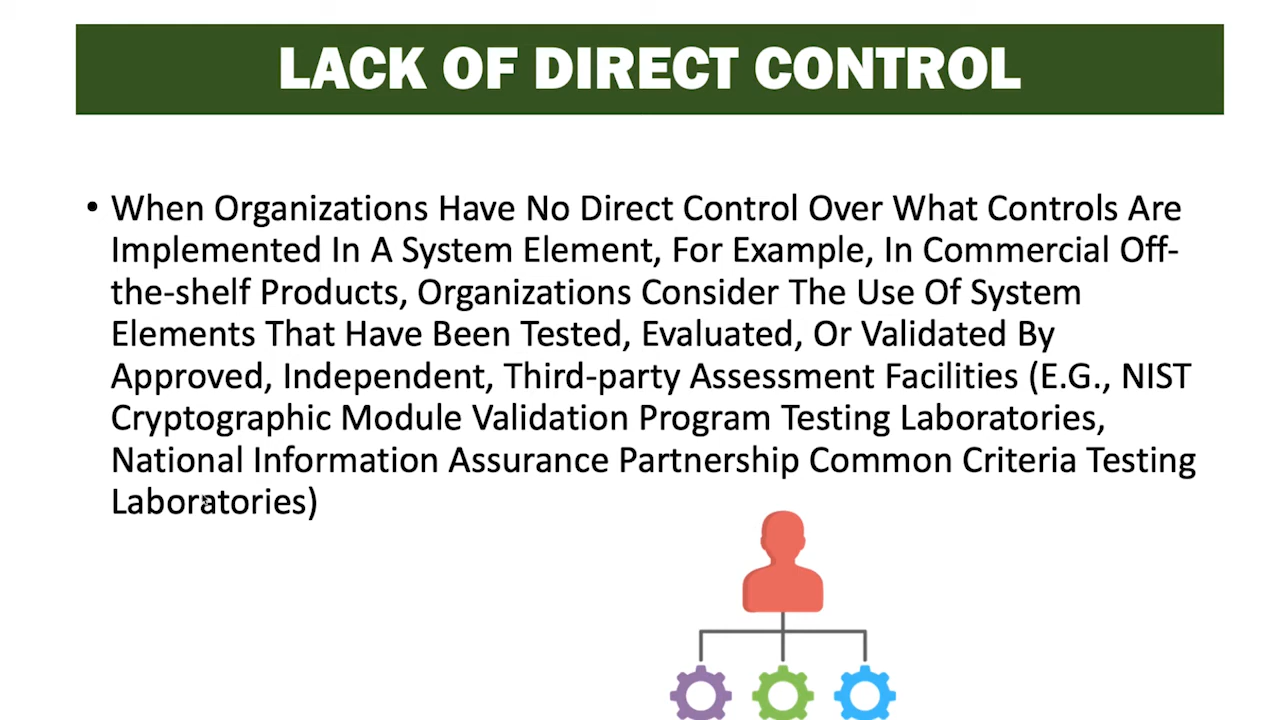 LACK OF DIRECT CONTROL
• When Organizations Have No Direct Control Over What Controls Are
Implemented In A System Element, For Example, In Commercial Off-
the-shelf Products, Organizations Consider The Use Of System
Elements That Have Been Tested, Evaluated, Or Validated By
Approved, Independent, Third-party Assessment Facilities (E.G., NIST
Cryptographic Module Validation Program Testing Laboratories,
National Information Assurance Partnership Common Criteria Testing
Laboratories)